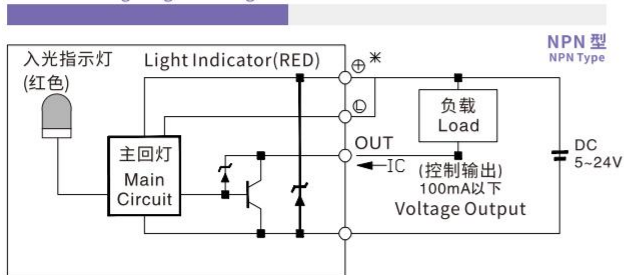 NPN 型
NPN Type
入光指示灯
(红色)
Light Indicator(RED)
⊕ *
Ⓛ
负载
Load
主回灯
Main
Circuit
OUT
IC
(控制输出)
100mA以下
Voltage Output
DC
5~24V